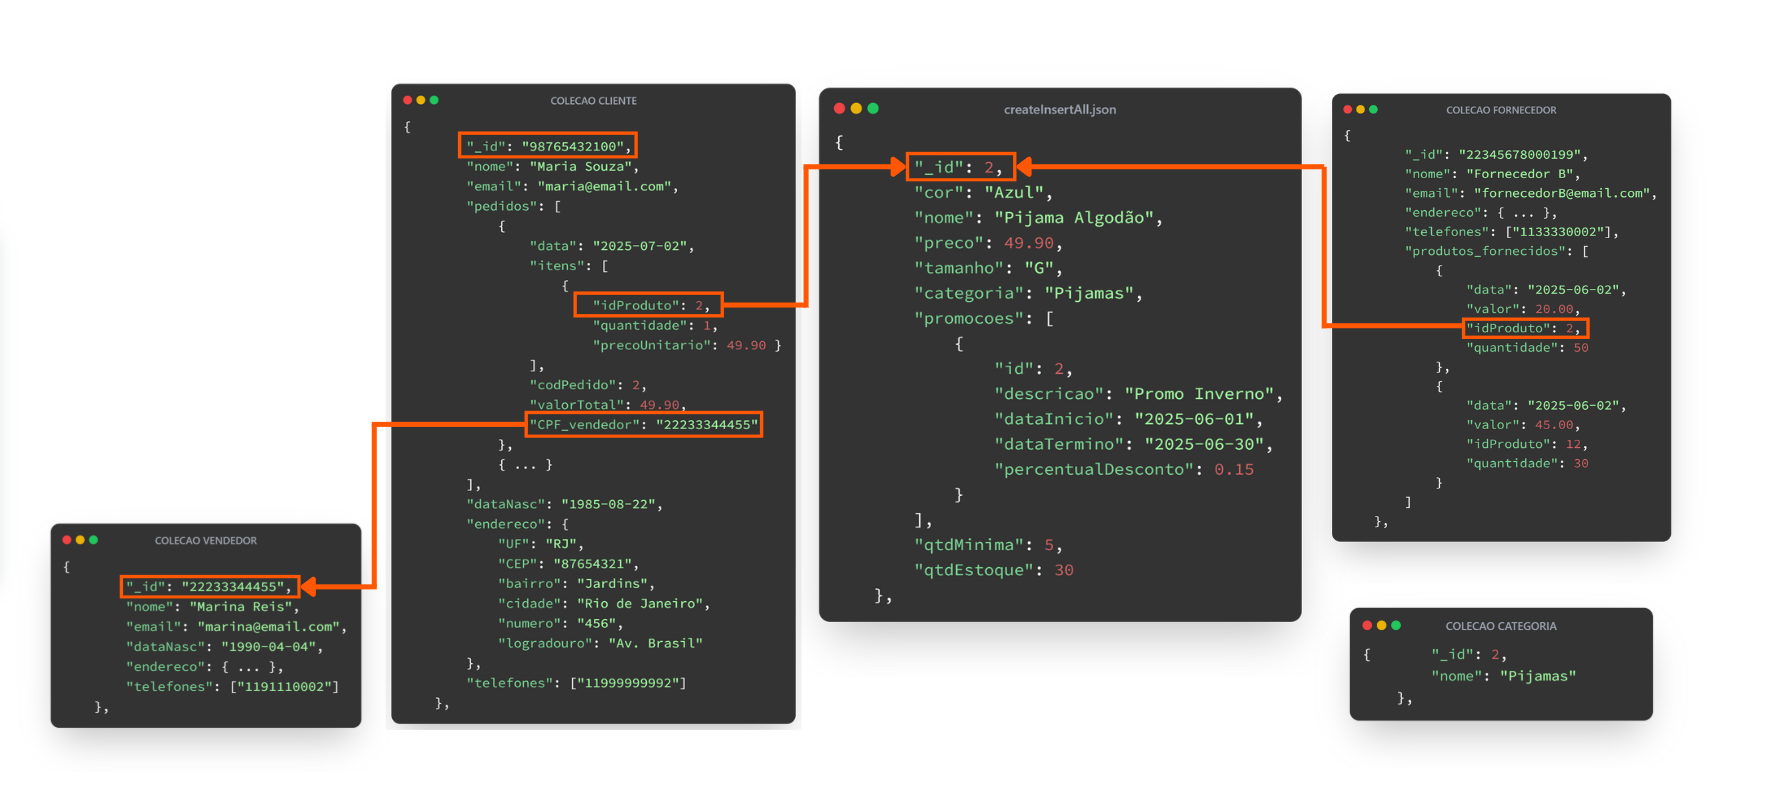 COLECAO CLIENTE
{
"_id": "98765432100",
"nome": "Maria Souza",
"email": "maria@email.com",
"pedidos": [
{
"data": "2025-07-02",
"itens": [
{
"idProduto": 2,
"quantidade": 1,
"precoUnitario": 49.90 }
],
"codPedido": 2,
"valorTotal": 49.90,
"CPF_vendedor": "22233344455"
},
{ ... }
],
"dataNasc": "1985-08-22",
"endereco": {
"UF": "RJ",
"CEP": "87654321",
"bairro": "Jardins",
"cidade": "Rio de Janeiro",
"numero": "456",
"logradouro": "Av. Brasil"
},
"telefones": ["11999999992"]
},
COLECAO VENDEDOR
{
"_id": "22233344455",
"nome": "Marina Reis",
"email": "marina@email.com",
"dataNasc": "1990-04-04",
"endereco": { ... },
"telefones": ["1191110002"]
},
createInsertAll.json
{
"_id": 2,
"cor": "Azul",
"nome": "Pijama Algodão",
"preco": 49.90,
"tamanho": "G",
"categoria": "Pijamas",
"promocoes": [
{
"id": 2,
"descricao": "Promo Inverno",
"dataInicio": "2025-06-01",
"dataTermino": "2025-06-30",
"percentualDesconto": 0.15
}
],
"qtdMinima": 5,
"qtdEstoque": 30
},
COLECAO FORNECEDOR
{
"_id": "22345678000199",
"nome": "Fornecedor B",
"email": "fornecedorB@email.com",
"endereco": { ... },
"telefones": ["1133330002"],
"produtos_fornecidos": [
{
"data": "2025-06-02",
"valor": 20.00,
"idProduto": 2,
"quantidade": 50
},
{
"data": "2025-06-02",
"valor": 45.00,
"idProduto": 12,
"quantidade": 30
}
]
},
COLECAO CATEGORIA
{ "_id": 2,
"nome": "Pijamas"
},